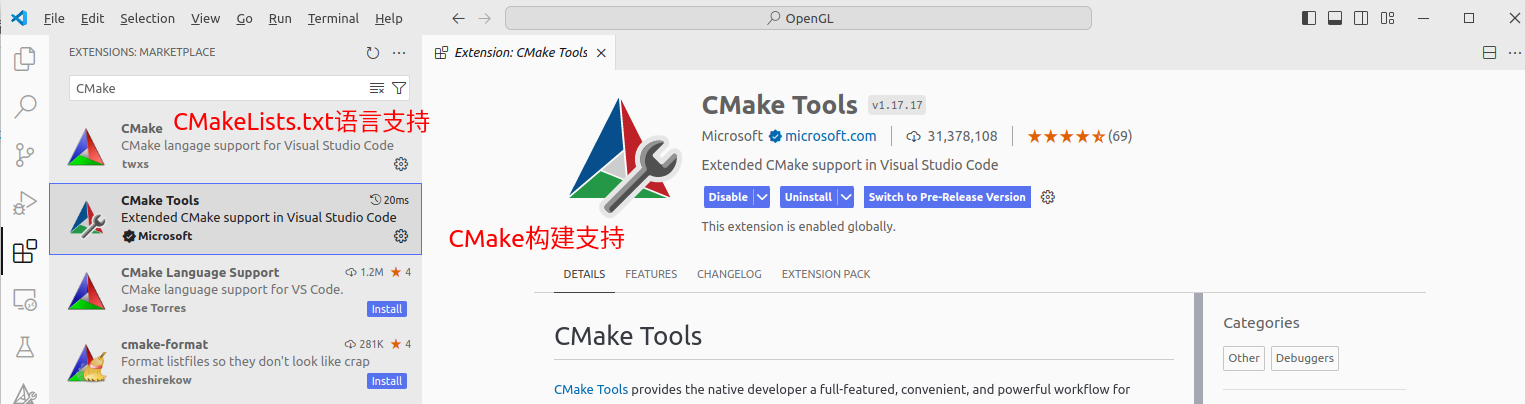 File Edit Selection View Go Run Terminal Help
OpenGL
EXTENSIONS: MARKETPLACE
CMake
CMake
CMakeLists.txt语言支持
CMake langage support for Visual Studio Code
twxs
CMake Tools 20ms
Extended CMake support in Visual Studio Code
Microsoft
CMake Language Support 1.2M 4
CMake language support for VS Code.
Jose Torres Install
cmake-format 281K 4
Format listfiles so they don't look like crap
cheshirekow Install
Extension: CMake Tools
CMake Tools v1.17.17
Microsoft microsoft.com 31,378,108 (69)
Extended CMake support in Visual Studio Code
Disable Uninstall Switch to Pre-Release Version
This extension is enabled globally.
CMake构建支持
DETAILS FEATURES CHANGELOG EXTENSION PACK
CMake Tools
CMake Tools provides the native developer a full-featured, convenient, and powerful workflow for
Categories
Other Debuggers